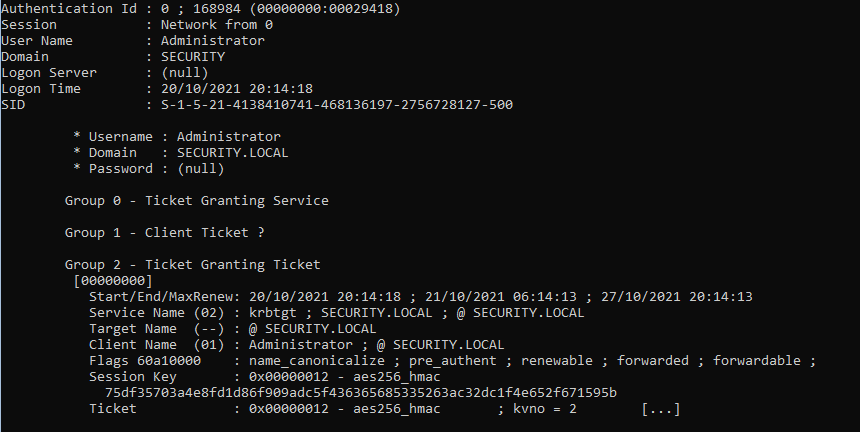 Authentication Id : 0 ; 168984 (00000000:00029418)
Session           : Network from 0
User Name         : Administrator
Domain            : SECURITY
Logon Server      : (null)
Logon Time        : 20/10/2021 20:14:18
SID               : S-1-5-21-4138410741-468136197-2756728127-500
* Username : Administrator
* Domain   : SECURITY.LOCAL
* Password : (null)
Group 0 - Ticket Granting Service
Group 1 - Client Ticket ?
Group 2 - Ticket Granting Ticket
[00000000]
Start/End/MaxRenew: 20/10/2021 20:14:18 ; 21/10/2021 06:14:13 ; 27/10/2021 20:14:13
Service Name (02) : krbtgt ; SECURITY.LOCAL ; @ SECURITY.LOCAL
Target Name  (--) : @ SECURITY.LOCAL
Client Name  (01) : Administrator ; @ SECURITY.LOCAL
Flags 60a10000    : name_canonicalize ; pre_authent ; renewable ; forwarded ; forwardable ;
Session Key       : 0x00000012 - aes256_hmac
75df35703a4e8fd1d86f909adc5f436365685335263ac32dc1f4e652f671595b
Ticket            : 0x00000012 - aes256_hmac       ; kvno = 2        [...]